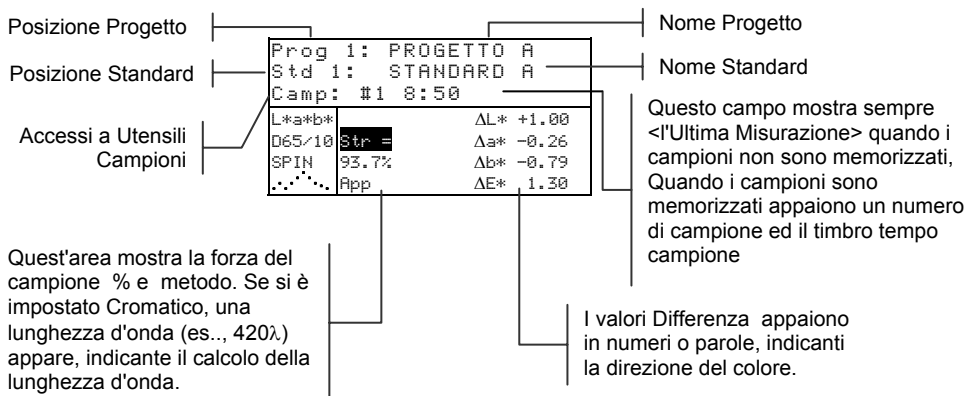 Posizione Progetto
Posizione Standard
Accessi a Utensili
Campioni
Prog 1: PROGETTO A
Std 1: STANDARD A
Camp: #1 8:50
L*a*b*
D65/10
SPIN
Str =
93.7%
App
ΔL* +1.00
Δa* -0.26
Δb* -0.79
ΔE* 1.30
Nome Progetto
Nome Standard
Questo campo mostra sempre
<l'Ultima Misurazione> quando i
campioni non sono memorizzati,
Quando i campioni sono
memorizzati appaiono un numero
di campione ed il timbro tempo
campione
Quest'area mostra la forza del
campione % e metodo. Se si è
impostato Cromatico, una
lunghezza d'onda (es.., 420λ)
appare, indicante il calcolo della
lunghezza d'onda.
I valori Differenza appaiono
in numeri o parole, indicanti
la direzione del colore.